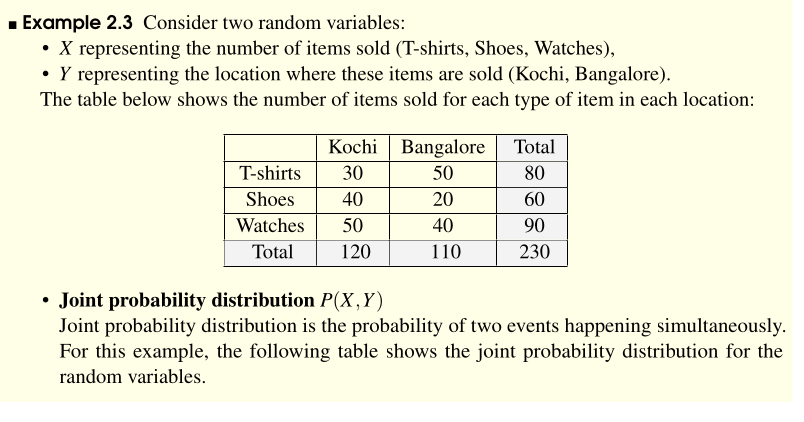 ■ Example 2.3 Consider two random variables:
• X representing the number of items sold (T-shirts, Shoes, Watches),
• Y representing the location where these items are sold (Kochi, Bangalore).
The table below shows the number of items sold for each type of item in each location:
Kochi Bangalore Total
T-shirts 30 50 80
Shoes 40 20 60
Watches 50 40 90
Total 120 110 230
• Joint probability distribution P(X,Y)
Joint probability distribution is the probability of two events happening simultaneously.
For this example, the following table shows the joint probability distribution for the
random variables.